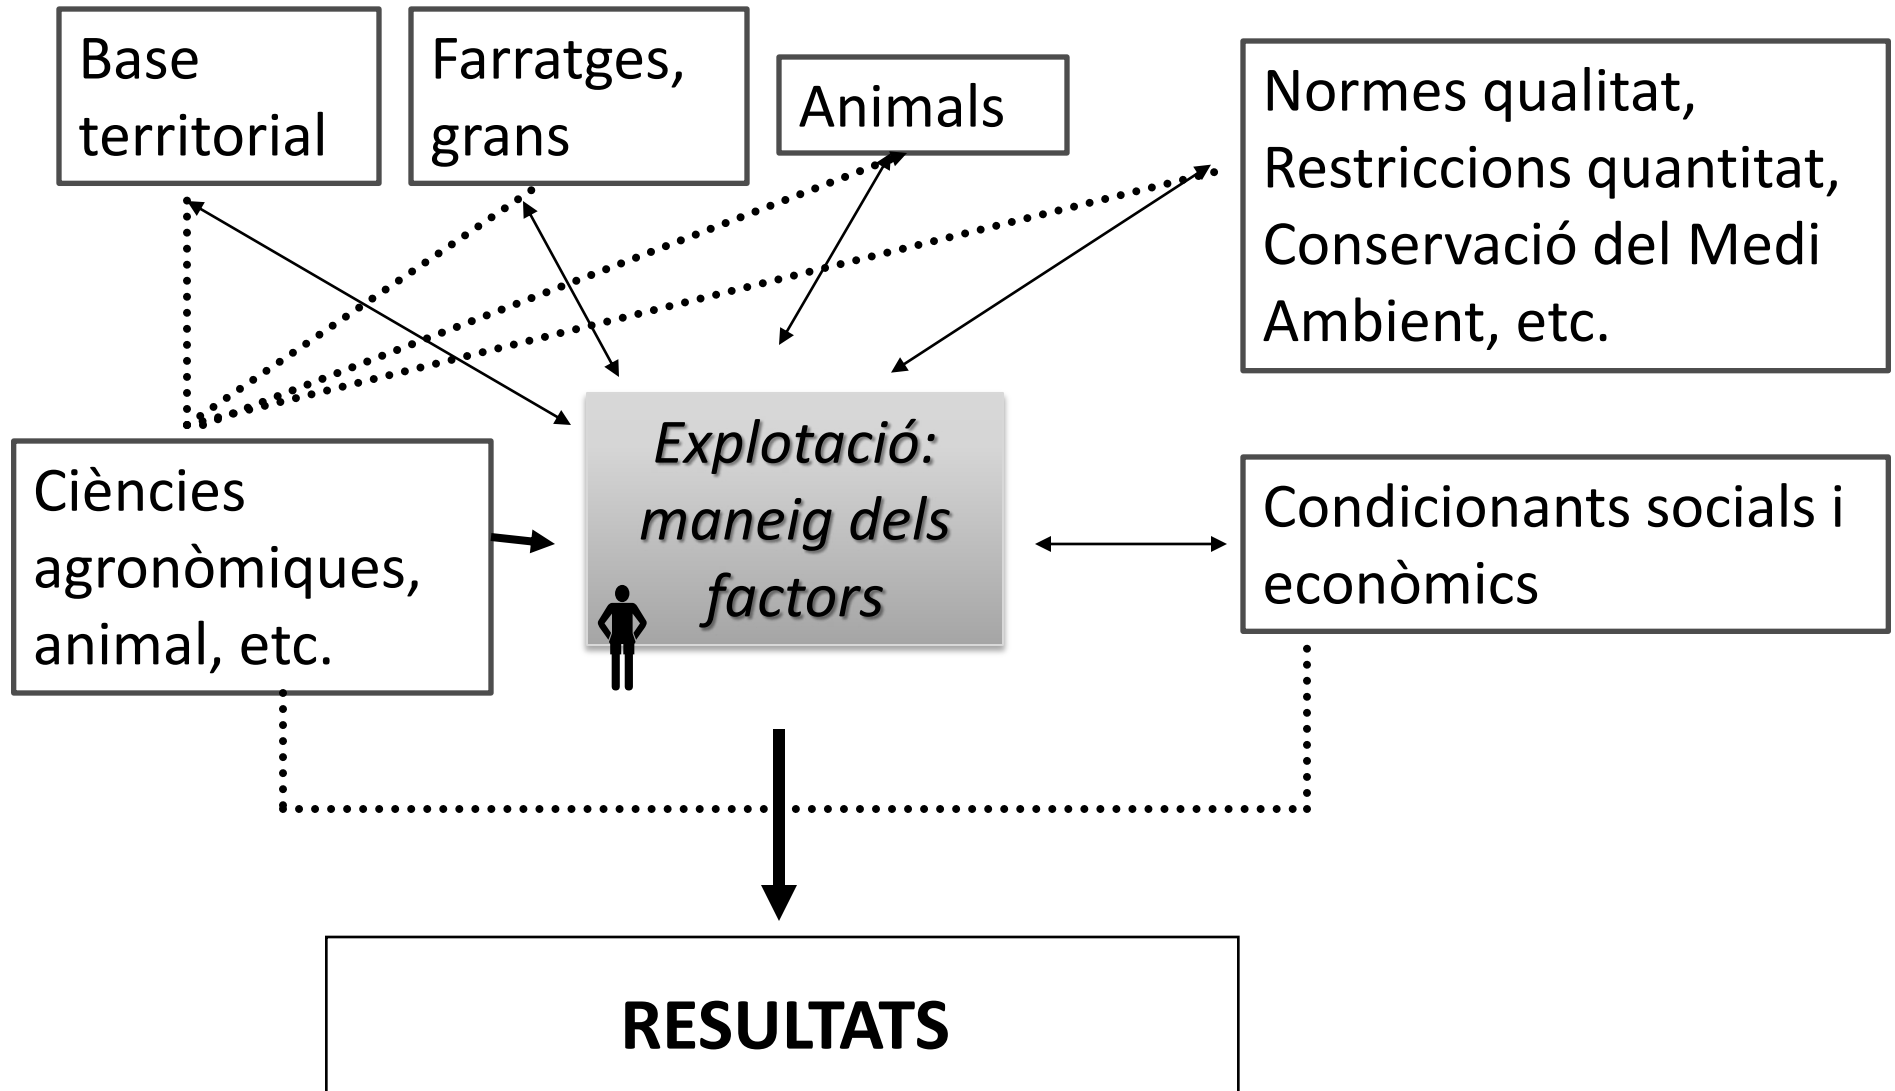 Base
territorial
Farratges,
grans
Animals
Normes qualitat,
Restriccions quantitat,
Conservació del Medi
Ambient, etc.
Ciències
agronòmiques,
animal, etc.
Explotació:
maneig dels
factors
Condicionants socials i
econòmics
RESULTATS